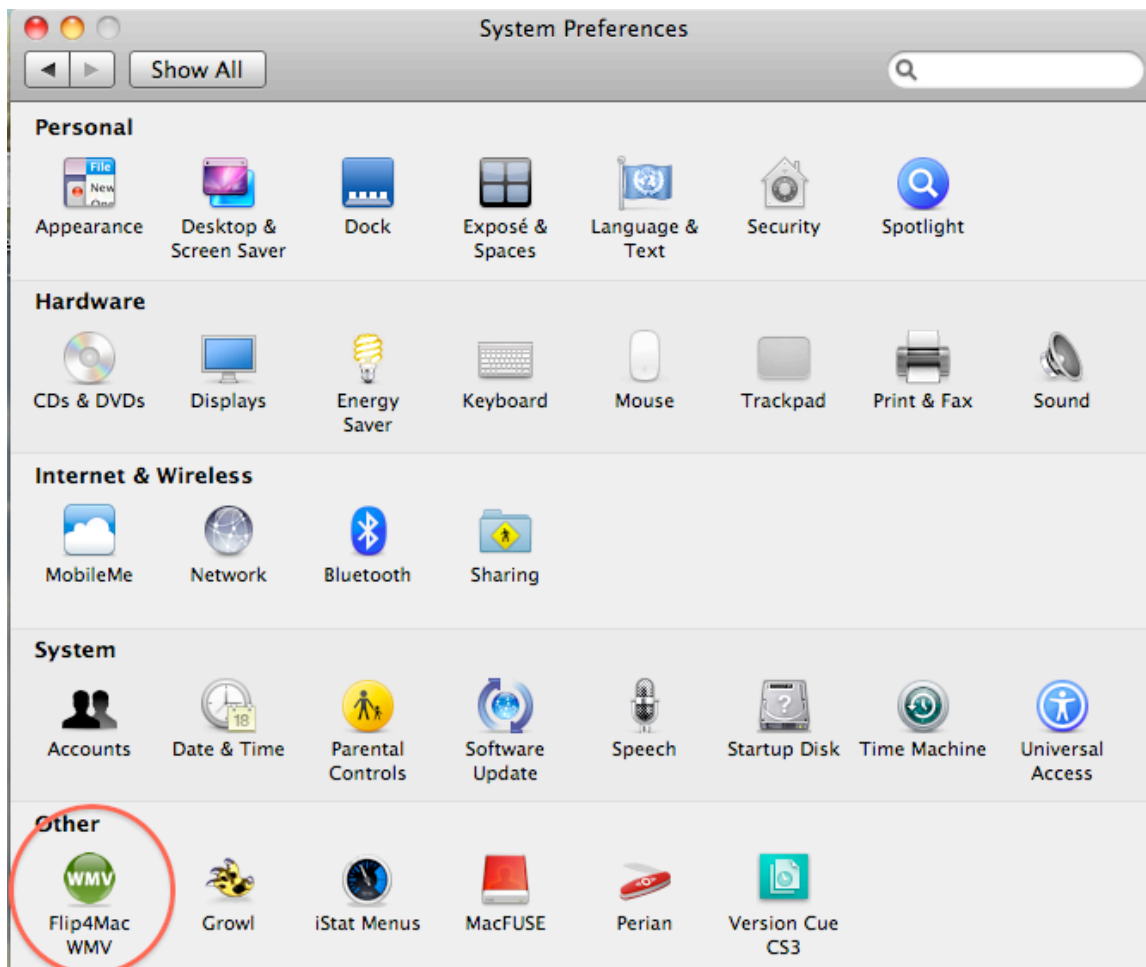 System Preferences
Show All
Personal
File
New
One
Appearance
Desktop &
Screen Saver
Dock
Exposé &
Spaces
Language &
Text
Security
Spotlight
Hardware
CDs & DVDs
Displays
Energy
Saver
Keyboard
Mouse
Trackpad
Print & Fax
Sound
Internet & Wireless
MobileMe
Network
Bluetooth
Sharing
System
18
?
Accounts
Date & Time
Parental
Controls
Software
Update
Speech
Startup Disk
Time Machine
Universal
Access
Other
WMV
Flip4Mac
WMV
Growl
iStat Menus
MacFUSE
Perian
Version Cue
CS3